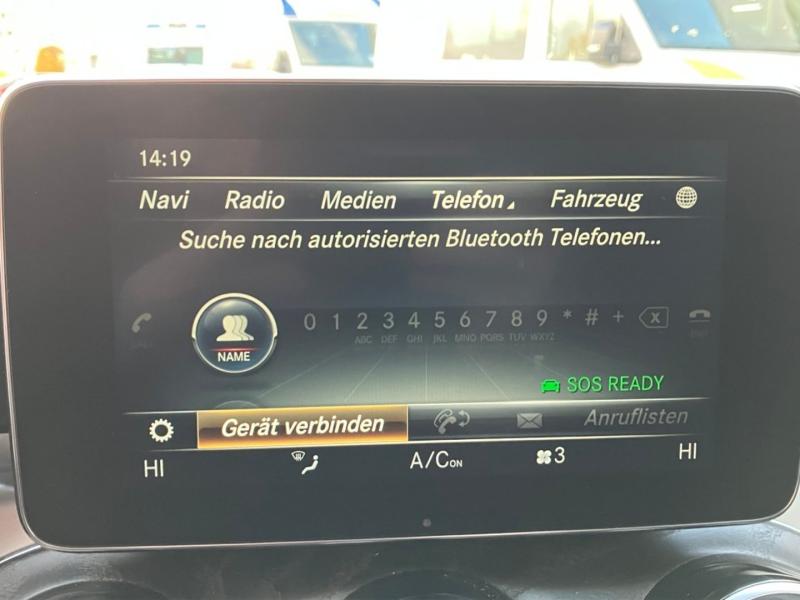 14:19
Navi Radio Medien Telefon Fahrzeug
Suche nach autorisierten Bluetooth Telefonen...
0 1 2 3 4 5 6 7 8 9 * # +
ABC DEF GHI JKL MNO PQRS TUV WXYZ
NAME
SOS READY
Gerät verbinden Anruflisten
HI A/C ON 3 HI